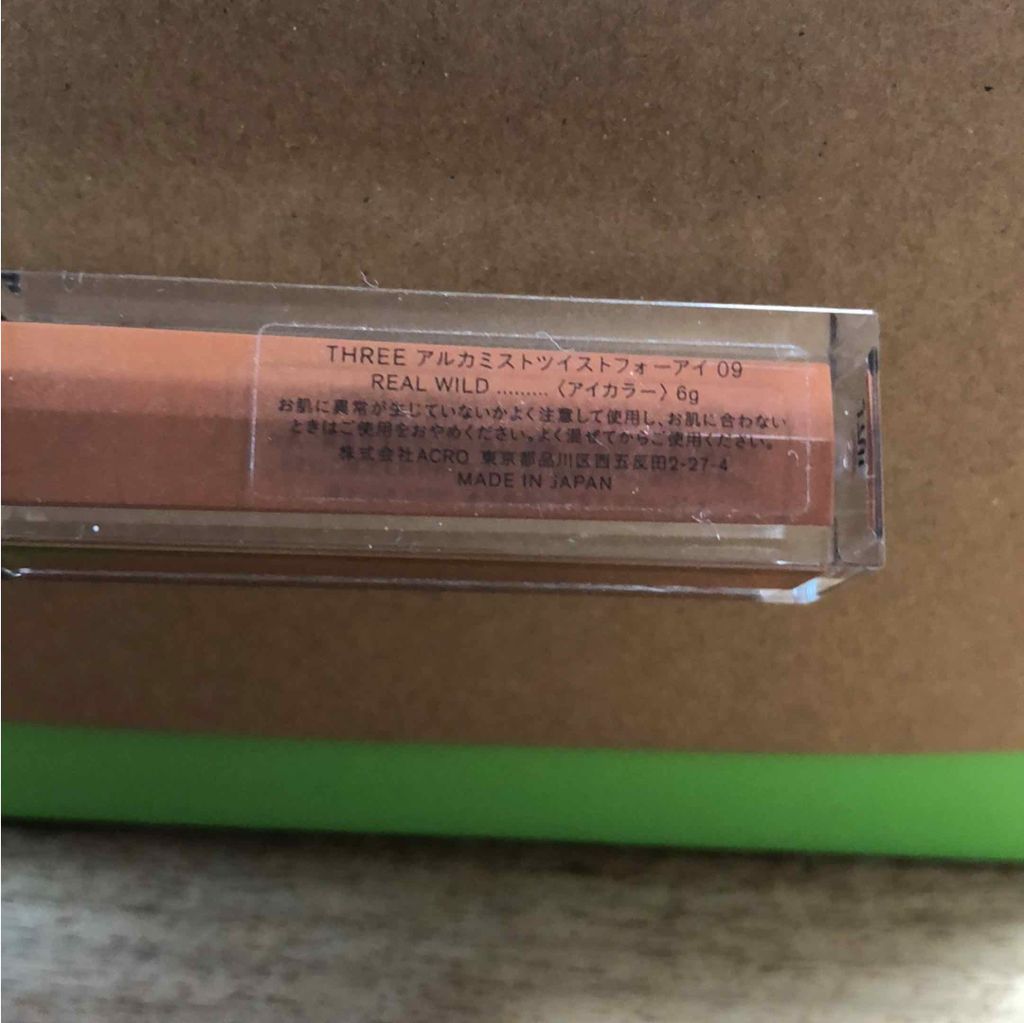 THREE アルカミストツイストフォーアイ 09
REAL WILD ......... 〈アイカラー〉 6g
お肌に異常が生じていないかよく注意して使用し、お肌に合わない
ときはご使用をおやめください。よく混ぜてからご使用ください。
株式会社ACRO 東京都品川区西五反田2-27-4
MADE IN JAPAN